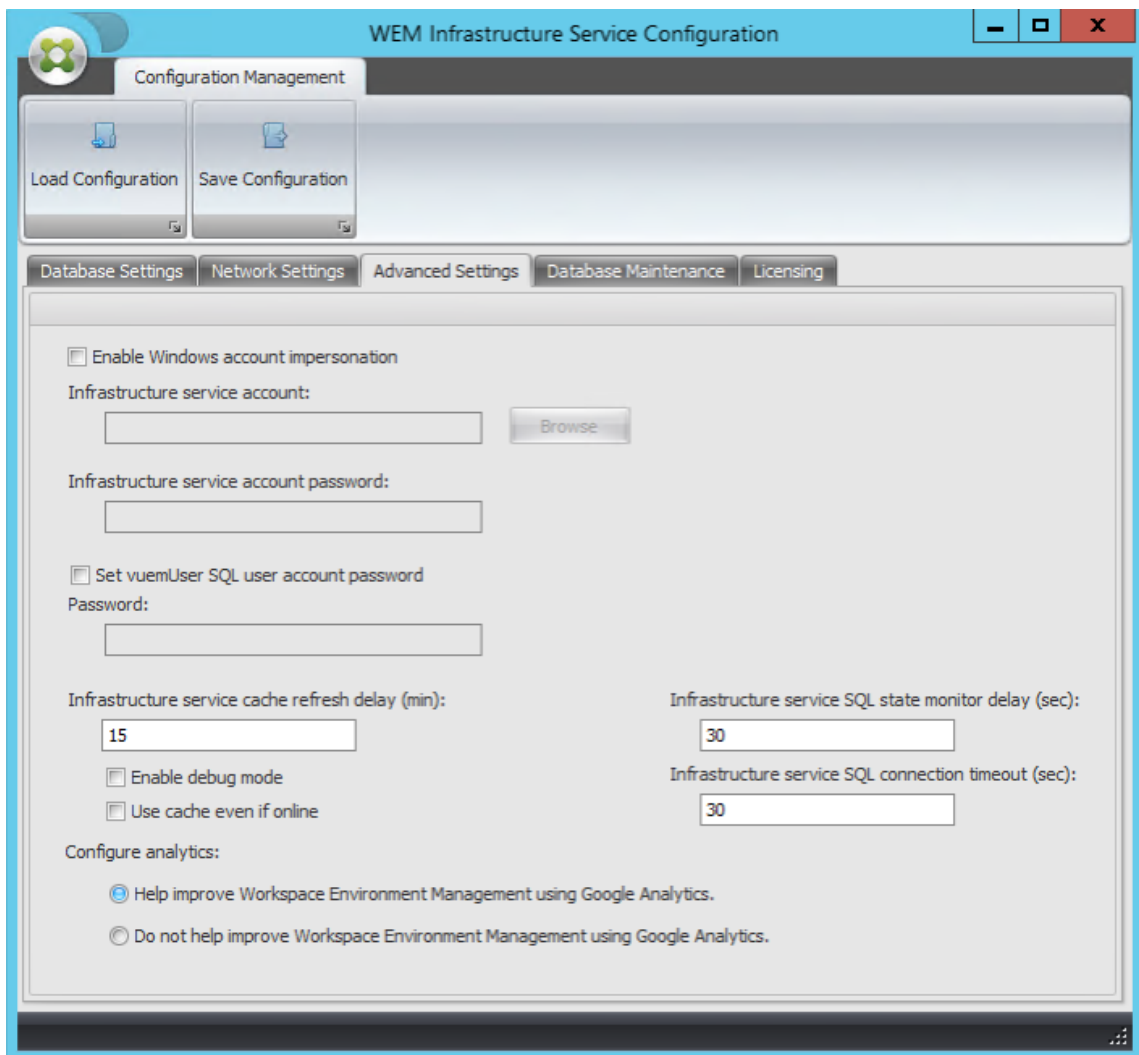 WEM Infrastructure Service Configuration
Configuration Management
Load Configuration
Save Configuration
Database Settings
Network Settings
Advanced Settings
Database Maintenance
Licensing
Enable Windows account impersonation
Infrastructure service account:
Browse
Infrastructure service account password:
Set vuemUser SQL user account password
Password:
Infrastructure service cache refresh delay (min):
Infrastructure service SQL state monitor delay (sec):
15
30
Enable debug mode
Infrastructure service SQL connection timeout (sec):
Use cache even if online
30
Configure analytics:
Help improve Workspace Environment Management using Google Analytics.
Do not help improve Workspace Environment Management using Google Analytics.